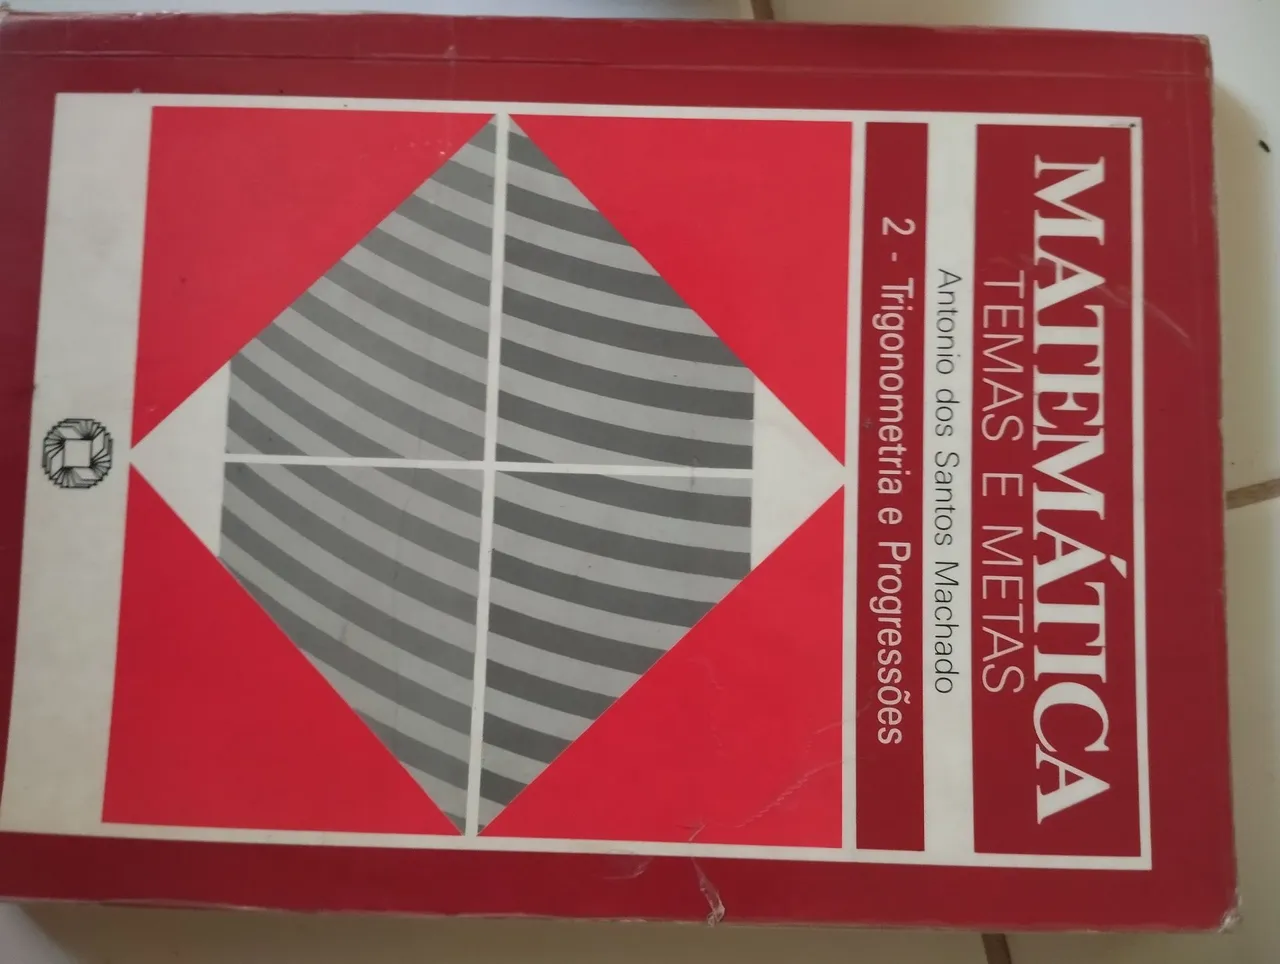 MATEMÁTICA
TEMAS E METAS
Antonio dos Santos Machado
2 - Trigonometria e Progressões